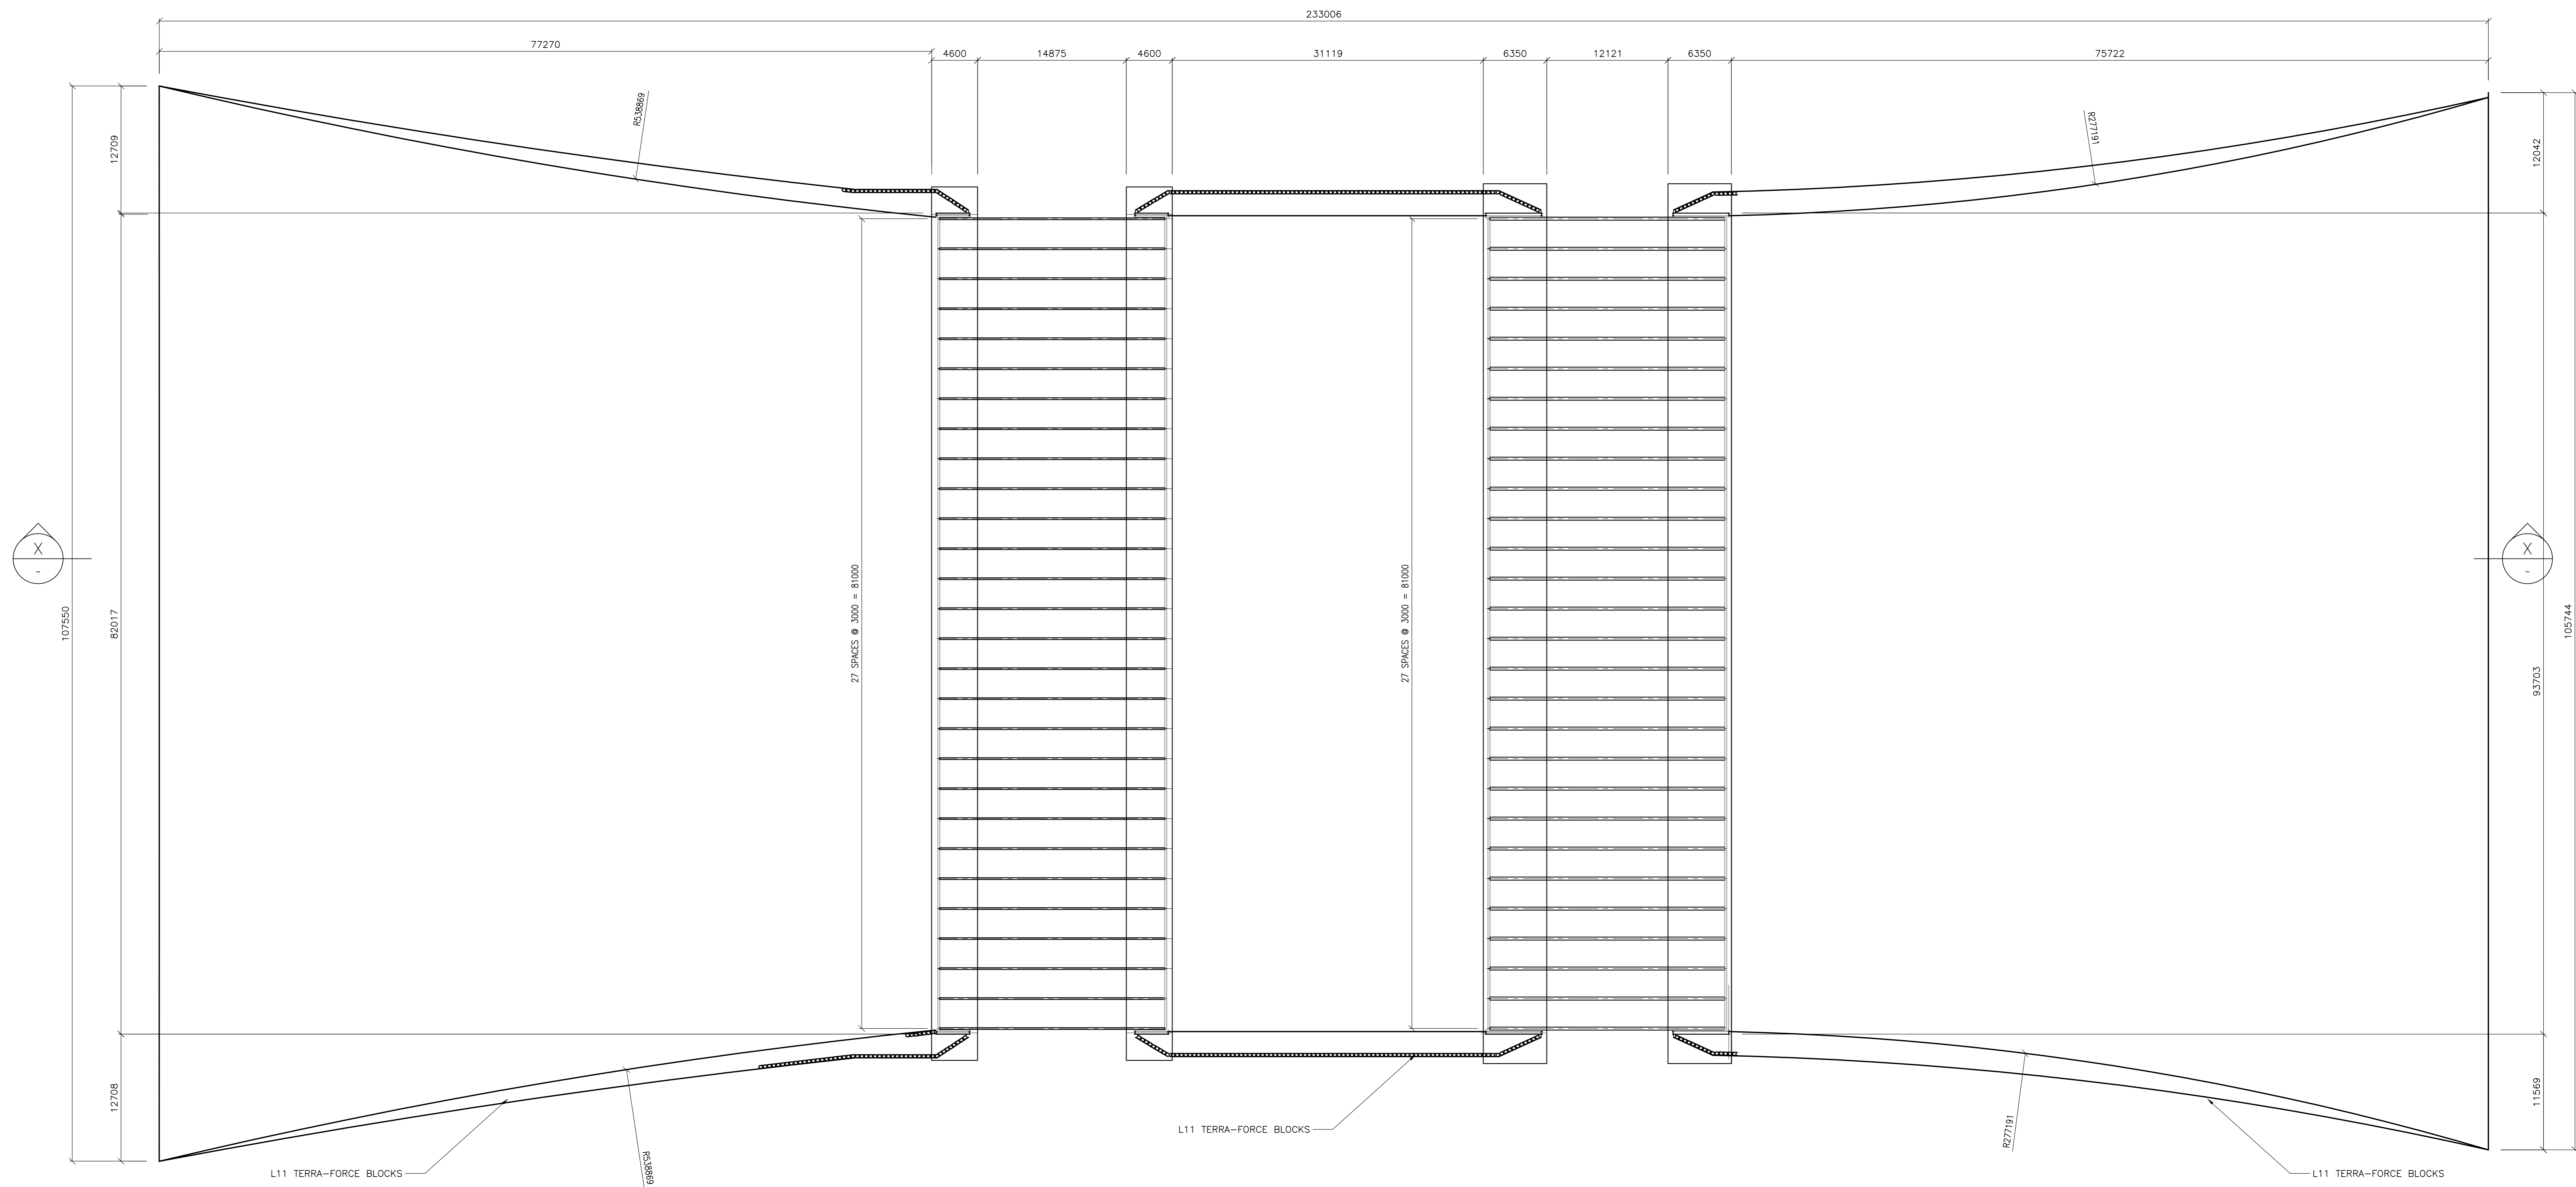 233006
77270
4600
14875
4600
31119
6350
12121
6350
75722
R538869
R277191
12709
12042
X
-
X
-
107550
82017
27 SPACES @ 3000 = 81000
27 SPACES @ 3000 = 81000
93703
105744
12708
11569
L11 TERRA-FORCE BLOCKS
R277191
L11 TERRA-FORCE BLOCKS
R538869
L11 TERRA-FORCE BLOCKS